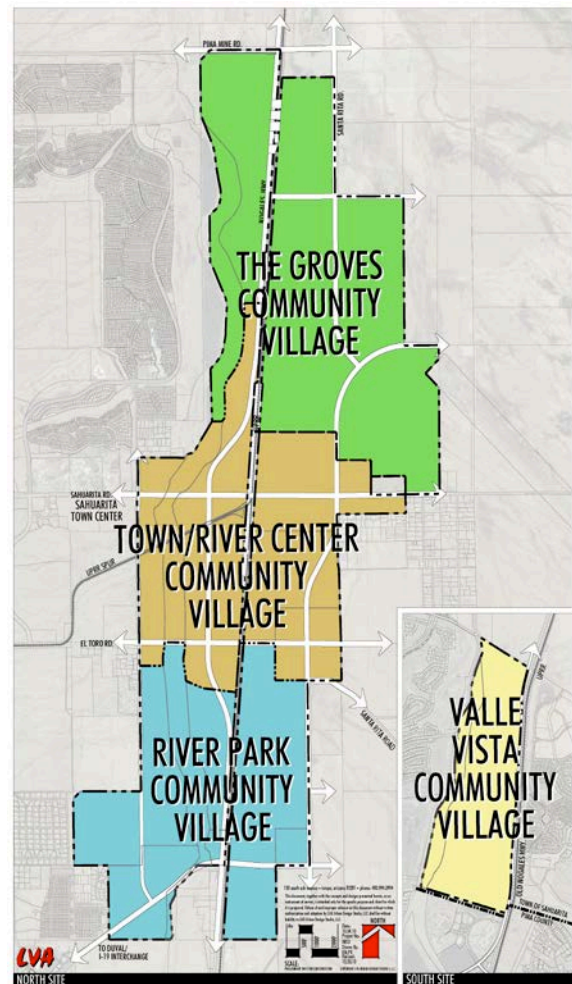 PIMA MINE RD.
SANTA RITA RD.
NOGALES HWY
THE GROVES
COMMUNITY
VILLAGE
SAHUARITA RD.
SAHUARITA
TOWN CENTER
TOWN/RIVER CENTER
COMMUNITY
VILLAGE
UPRR SPUR
EL TORO RD.
SANTA RITA ROAD
RIVER PARK
COMMUNITY
VILLAGE
VALLE
VISTA
COMMUNITY
VILLAGE
UPRR
OLD NOGALES HWY
TOWN OF SAHUARITA
PIMA COUNTY
NORTH
SCALE:
TO DUVAL/
I-19 INTERCHANGE
LVA
NORTH SITE
SOUTH SITE